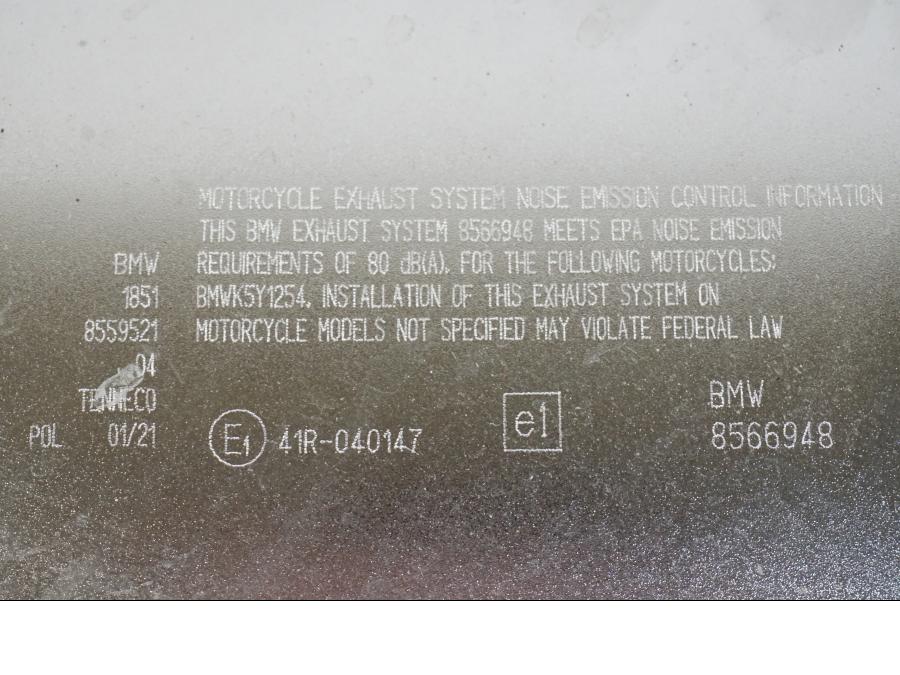 MOTORCYCLE EXHAUST SYSTEM NOISE EMISSION CONTROL INFORMATION
THIS BMW EXHAUST SYSTEM 8566948 MEETS EPA NOISE EMISSION
REQUIREMENTS OF 80 dB(A). FOR THE FOLLOWING MOTORCYCLES:
BMWK5Y1254. INSTALLATION OF THIS EXHAUST SYSTEM ON
MOTORCYCLE MODELS NOT SPECIFIED MAY VIOLATE FEDERAL LAW
BMW
1851
8559521
04
TENNECO
POL 01/21
E1 41R-040147
e1
BMW
8566948